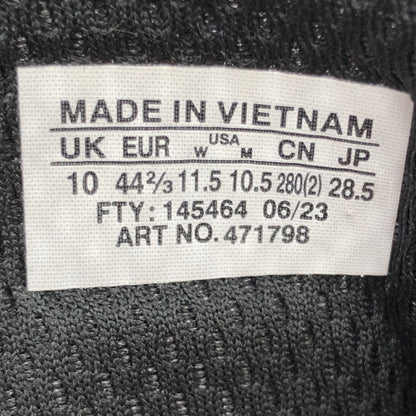 MADE IN VIETNAM
UK EUR W USA M CN JP
10 44⅔ 11.5 10.5 280(2) 28.5
FTY: 145464 06/23
ART NO. 471798